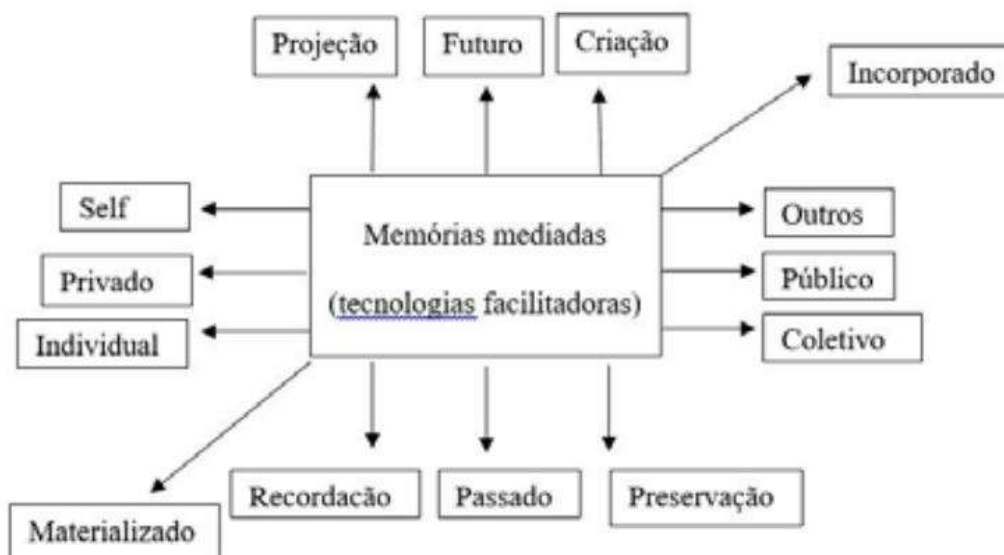 Projeção
Futuro
Criação
Incorporado
Self
Outros
Memórias mediadas
(tecnologias facilitadoras)
Privado
Público
Individual
Coletivo
Recordacão
Passado
Preservação
Materializado